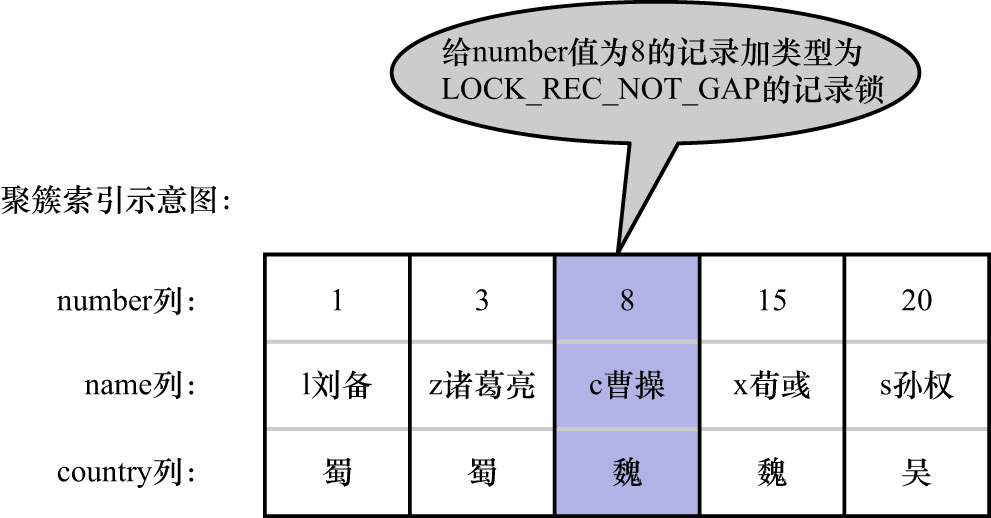 给number值为8的记录加类型为
LOCK_REC_NOT_GAP的记录锁
聚簇索引示意图：
number列： 1 3 8 15 20
name列： l刘备 z诸葛亮 c曹操 x荀彧 s孙权
country列： 蜀 蜀 魏 魏 吴